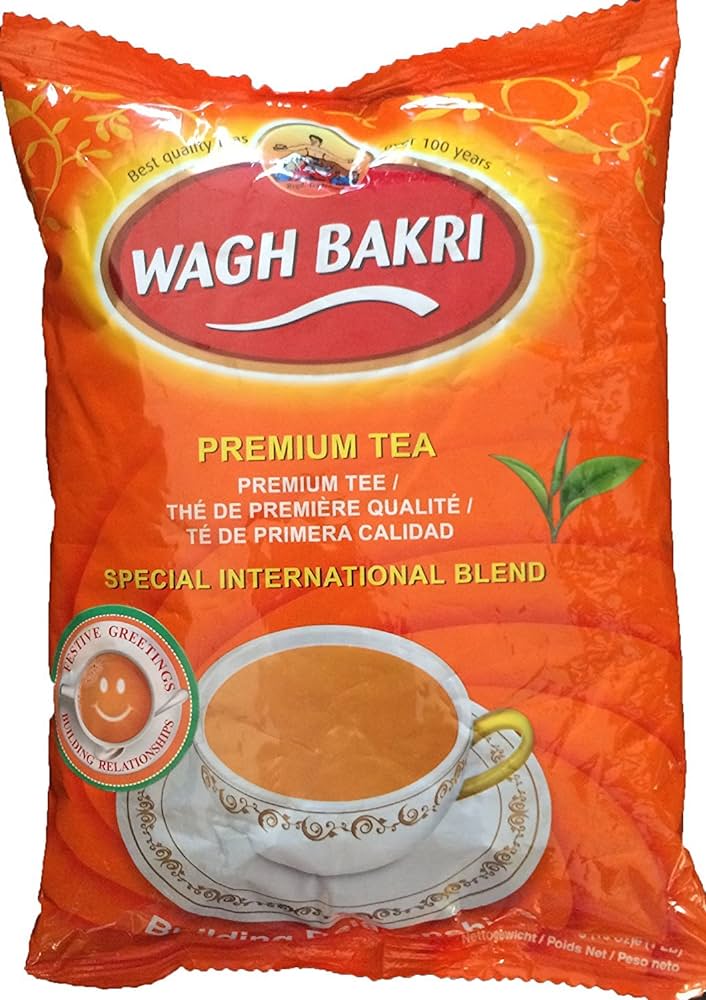 Best quality
over 100 years
WAGH BAKRI
PREMIUM TEA
PREMIUM TEE /
THÉ DE PREMIÈRE QUALITÉ /
TÉ DE PRIMERA CALIDAD
SPECIAL INTERNATIONAL BLEND
FESTIVE GREETINGS
BUILDING RELATIONSHIPS
Building
Nettogewicht / Poids Net / Peso neto